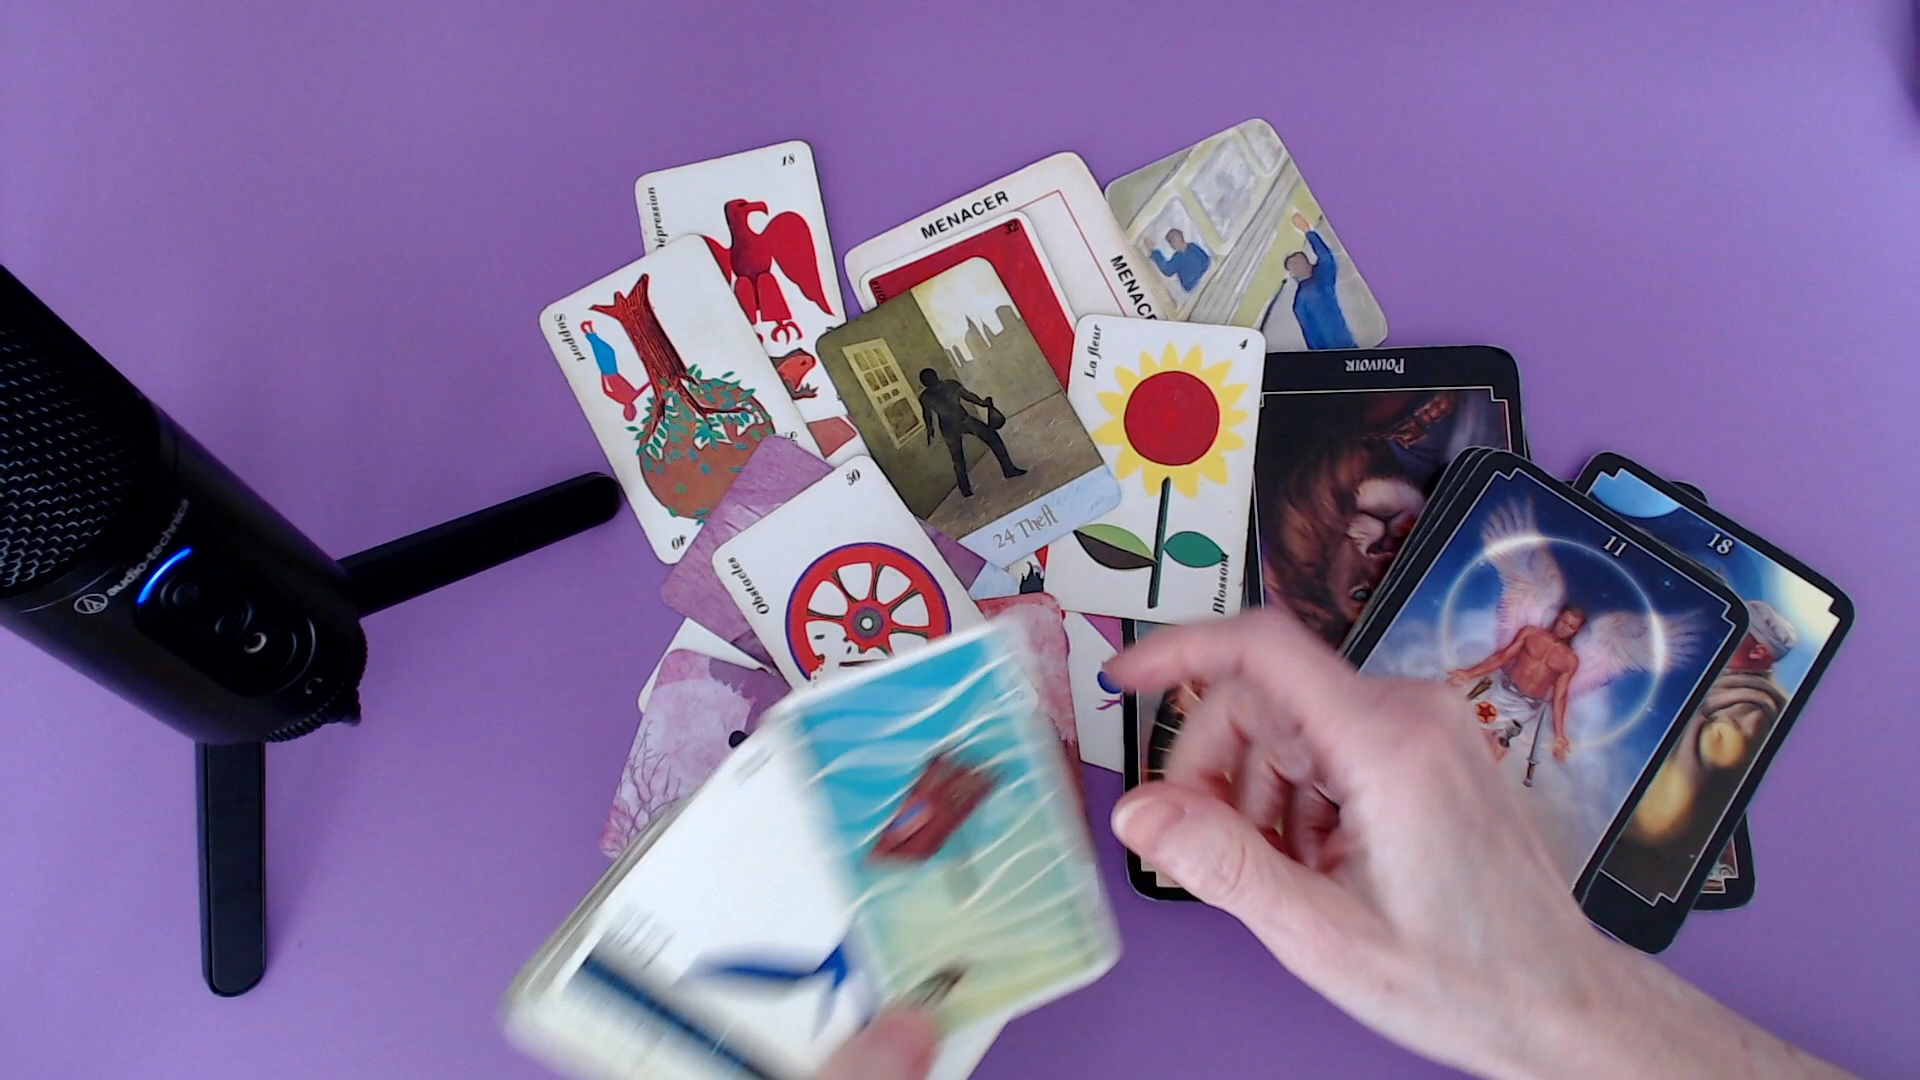 18
épression
Support
40
MENACER
MENACER
32
24 Theft
La fleur
4
Blossom
50
Obstacles
Pouvoir
11
18
audio-technica